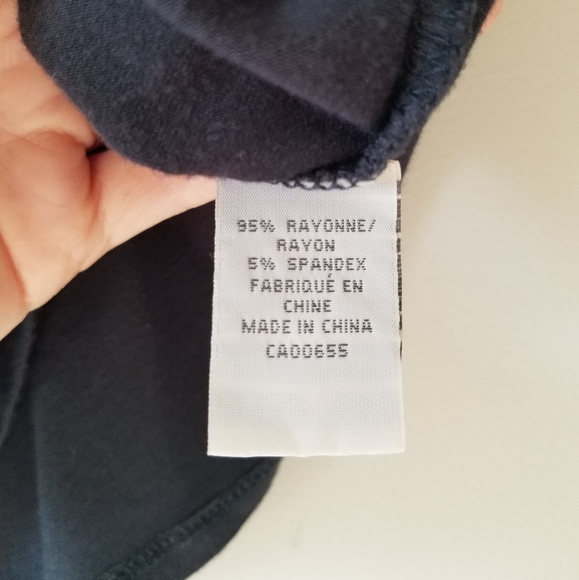 95% RAYONNE/
RAYON
5% SPANDEX
FABRIQUÉ EN
CHINE
MADE IN CHINA
CA00655